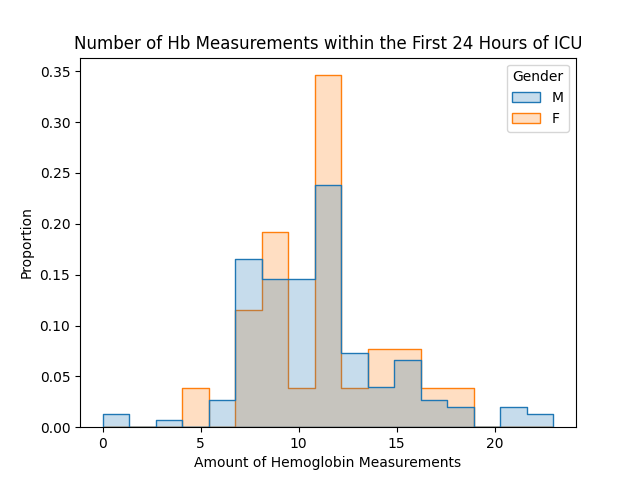 Number of Hb Measurements within the First 24 Hours of ICU
Gender
M
F
Proportion
0.35
0.30
0.25
0.20
0.15
0.10
0.05
0.00
0 5 10 15 20
Amount of Hemoglobin Measurements